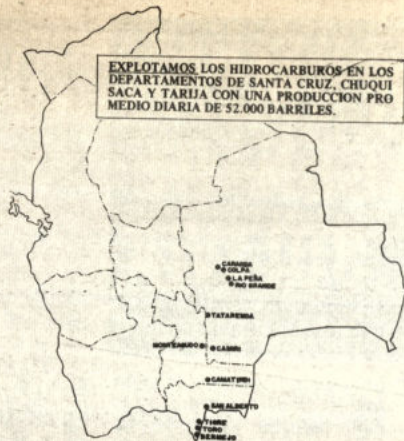 EXPLOTAMOS LOS HIDROCARBUROS EN LOS
DEPARTAMENTOS DE SANTA CRUZ, CHUQUI
SACA Y TARIJA CON UNA PRODUCCION PRO
MEDIO DIARIA DE 52.000 BARRILES.
CARANDA
COLPA
LA PEÑA
RIO GRANDE
TATARENDA
MONTEAGUDO
CAMIRI
CAMATINDI
SAN ALBERTO
TIGRE
TORO
BERMEJO